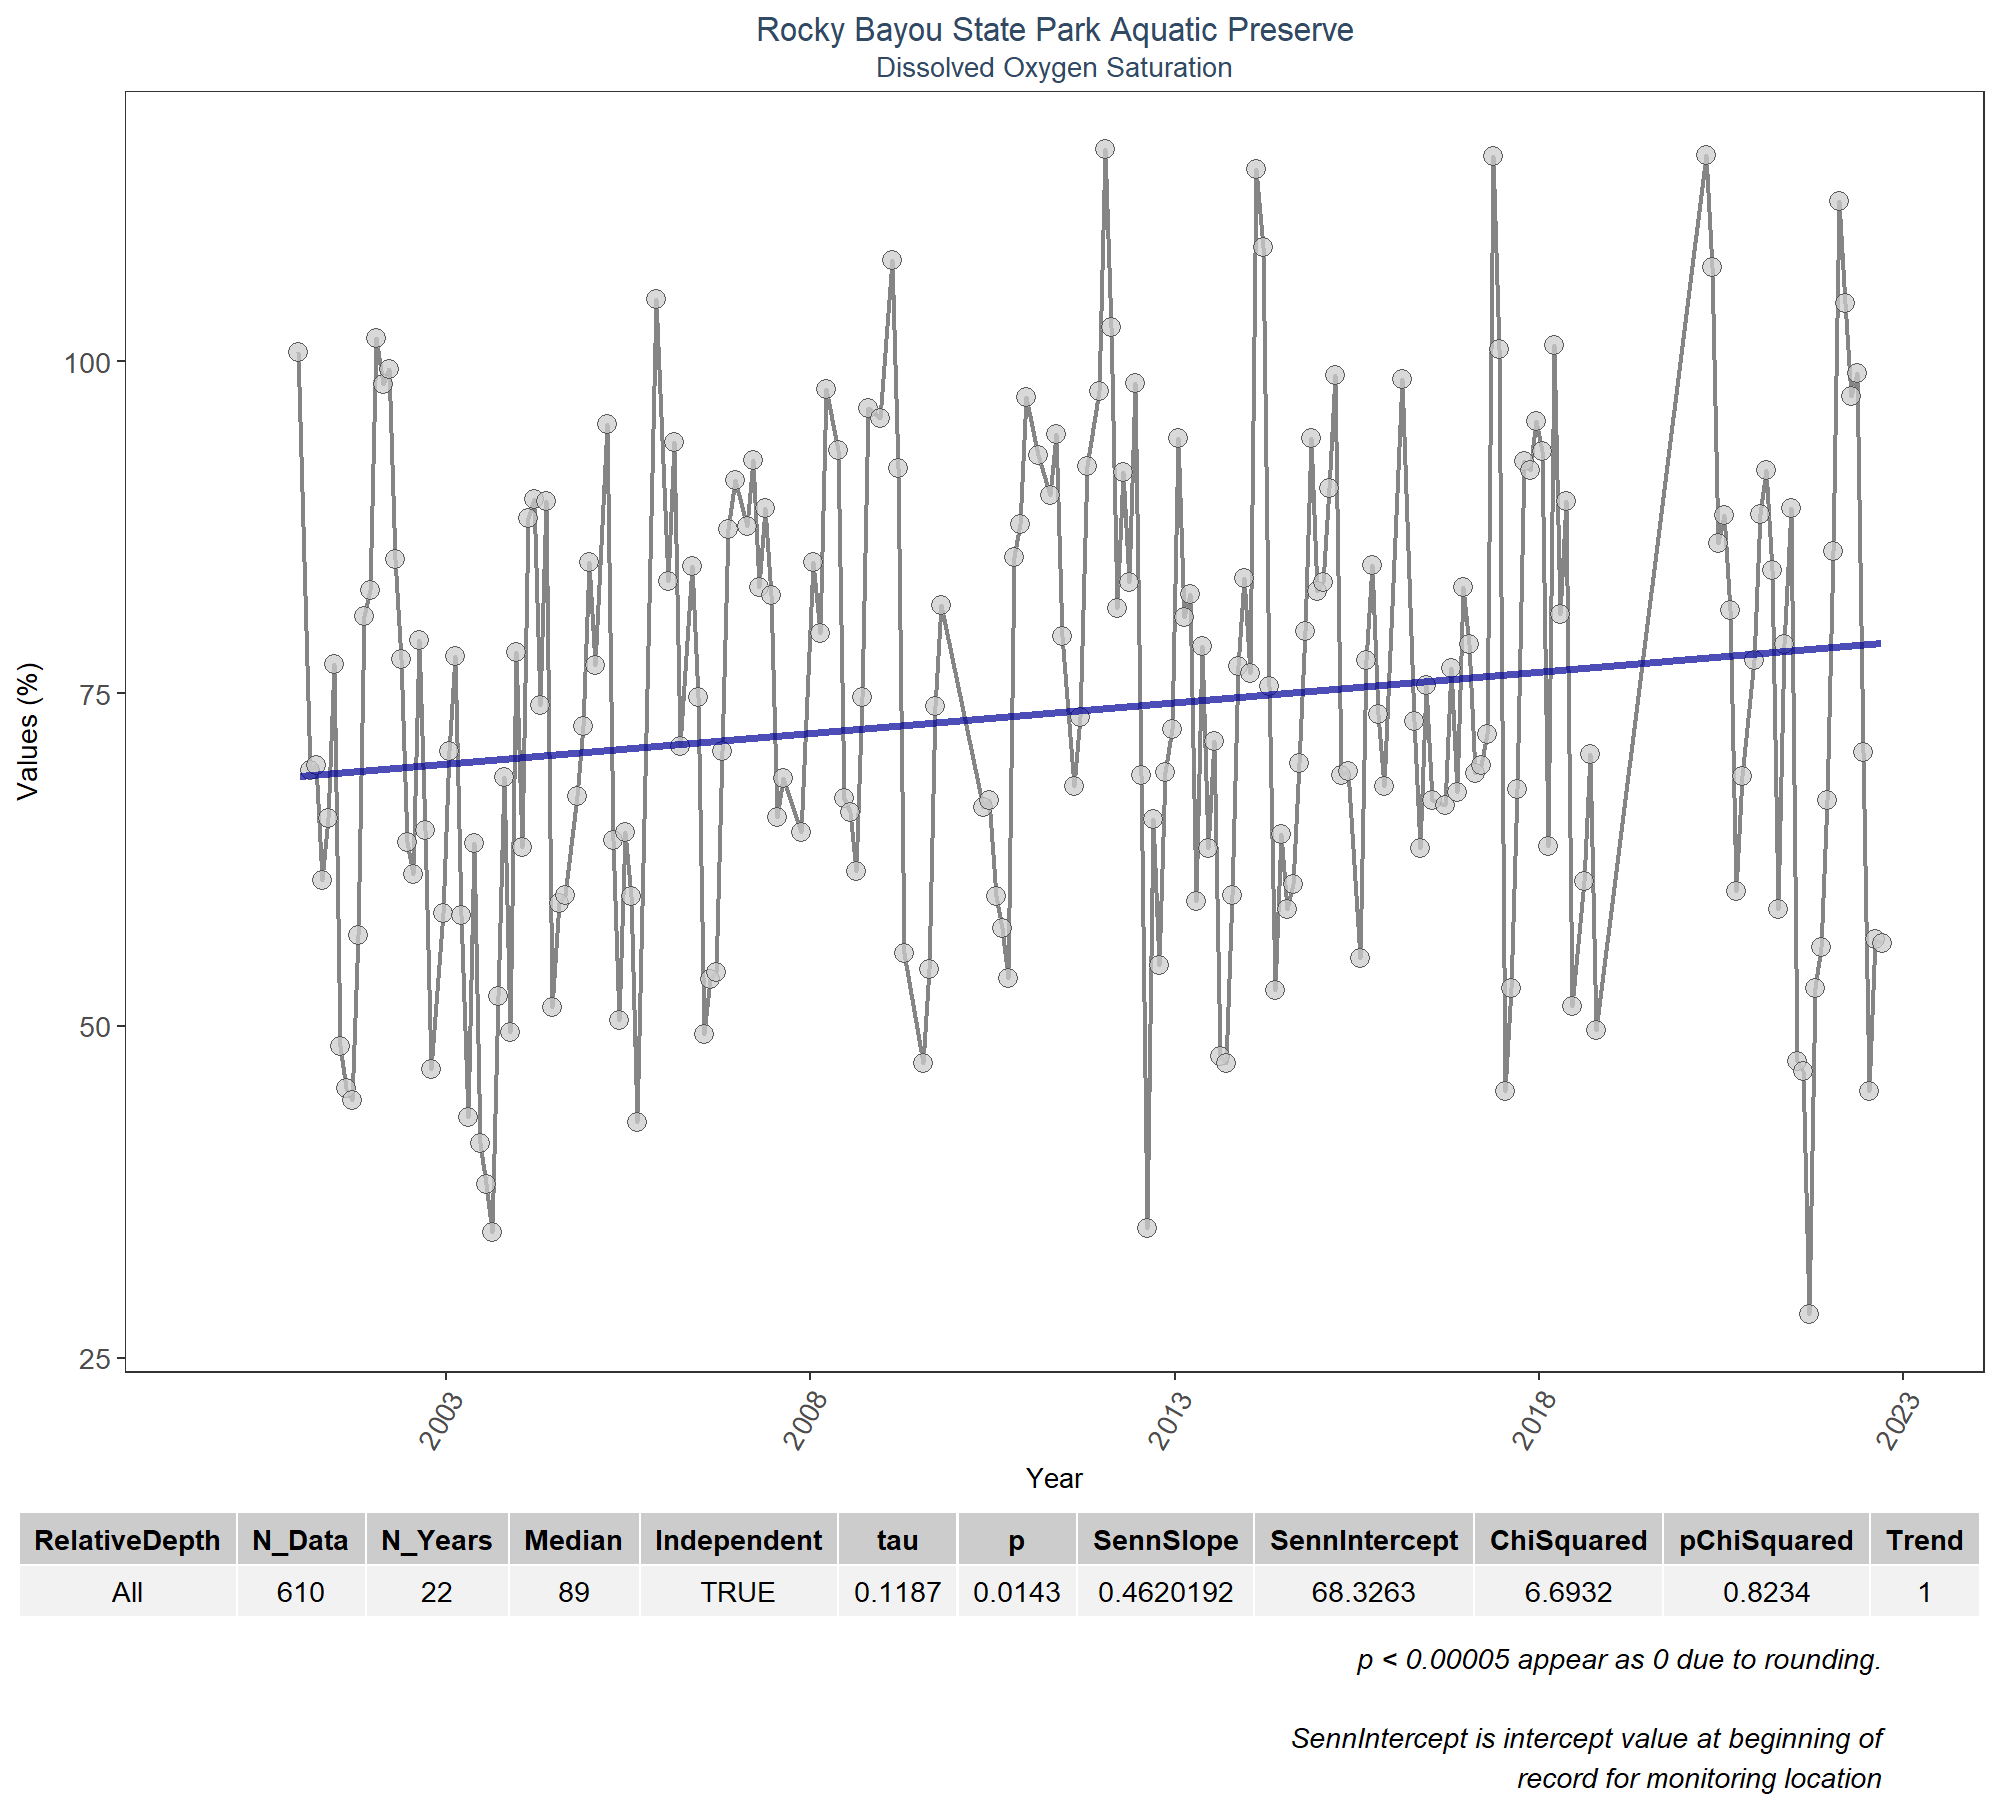 Rocky Bayou State Park Aquatic Preserve
Dissolved Oxygen Saturation
Values (%)
100
75
50
25
2003 2008 2013 2018 2023
Year
RelativeDepth N_Data N_Years Median Independent tau p SennSlope SennIntercept ChiSquared pChiSquared Trend
All 610 22 89 TRUE 0.1187 0.0143 0.4620192 68.3263 6.6932 0.8234 1
p < 0.00005 appear as 0 due to rounding.
SennIntercept is intercept value at beginning of
record for monitoring location